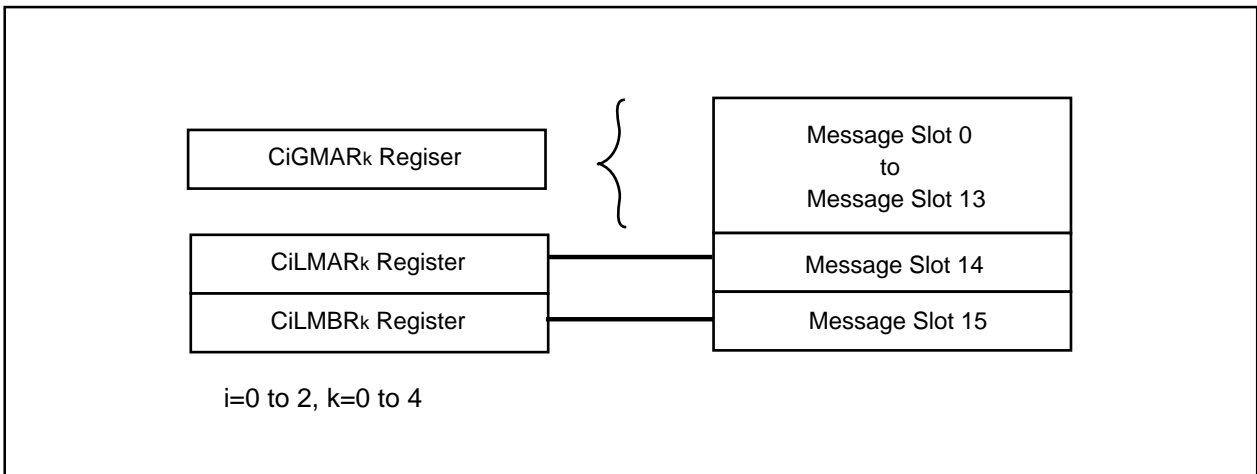 Message Slot 0
to
Message Slot 13
CiGMARk Regiser
CiLMARk Register
Message Slot 14
CiLMBRk Register
Message Slot 15
i=0 to 2, k=0 to 4